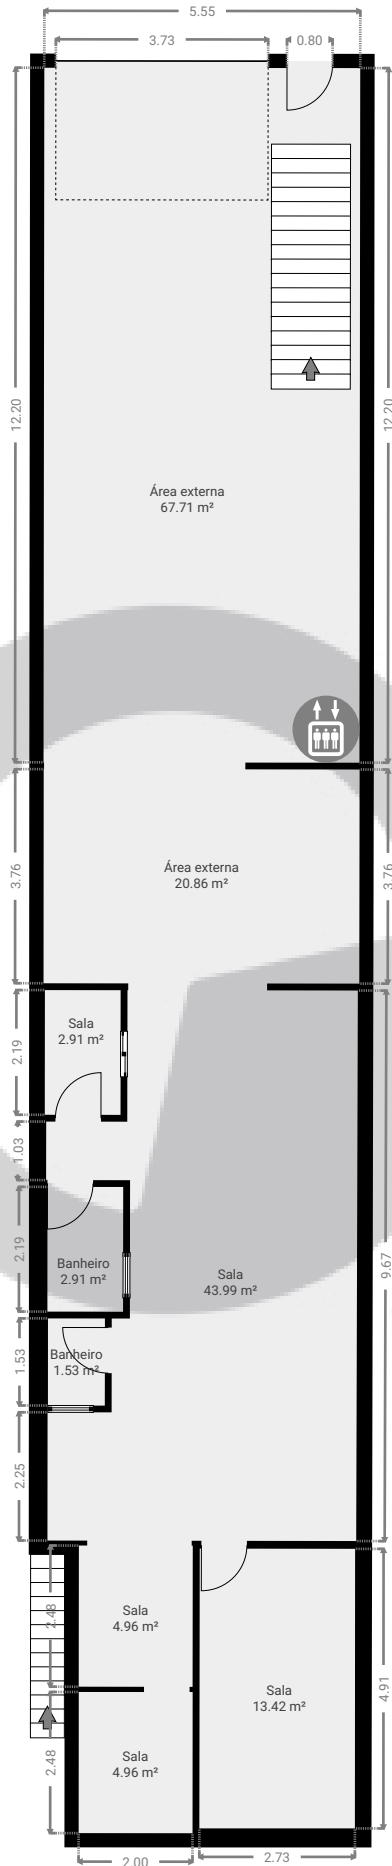 5.55
3.73
0.80
12.20
12.20
Área externa
67.71 m²
3.76
3.76
Área externa
20.86 m²
2.19
Sala
2.91 m²
1.03
2.19
Banheiro
2.91 m²
Sala
43.99 m²
9.67
1.53
Banheiro
1.53 m²
2.25
2.48
Sala
4.96 m²
4.91
Sala
13.42 m²
2.48
Sala
4.96 m²
2.00
2.73